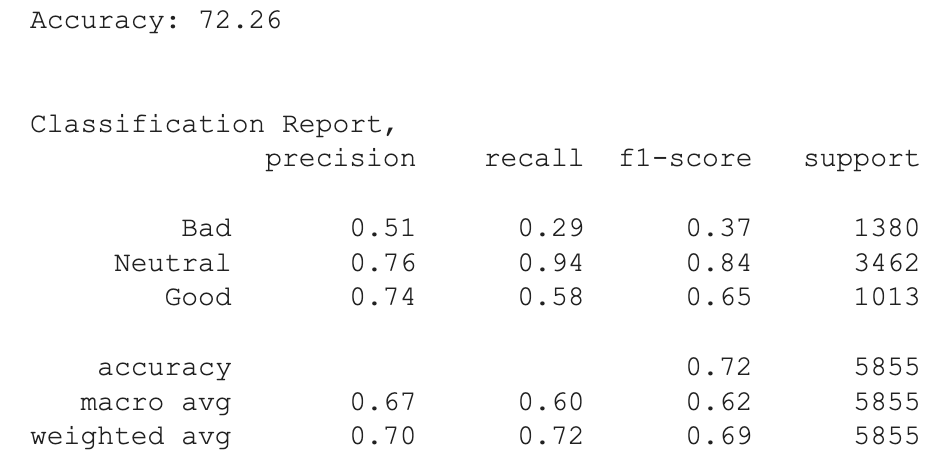 Accuracy: 72.26
Classification Report,
precision recall f1-score support
Bad 0.51 0.29 0.37 1380
Neutral 0.76 0.94 0.84 3462
Good 0.74 0.58 0.65 1013
accuracy 0.72 5855
macro avg 0.67 0.60 0.62 5855
weighted avg 0.70 0.72 0.69 5855